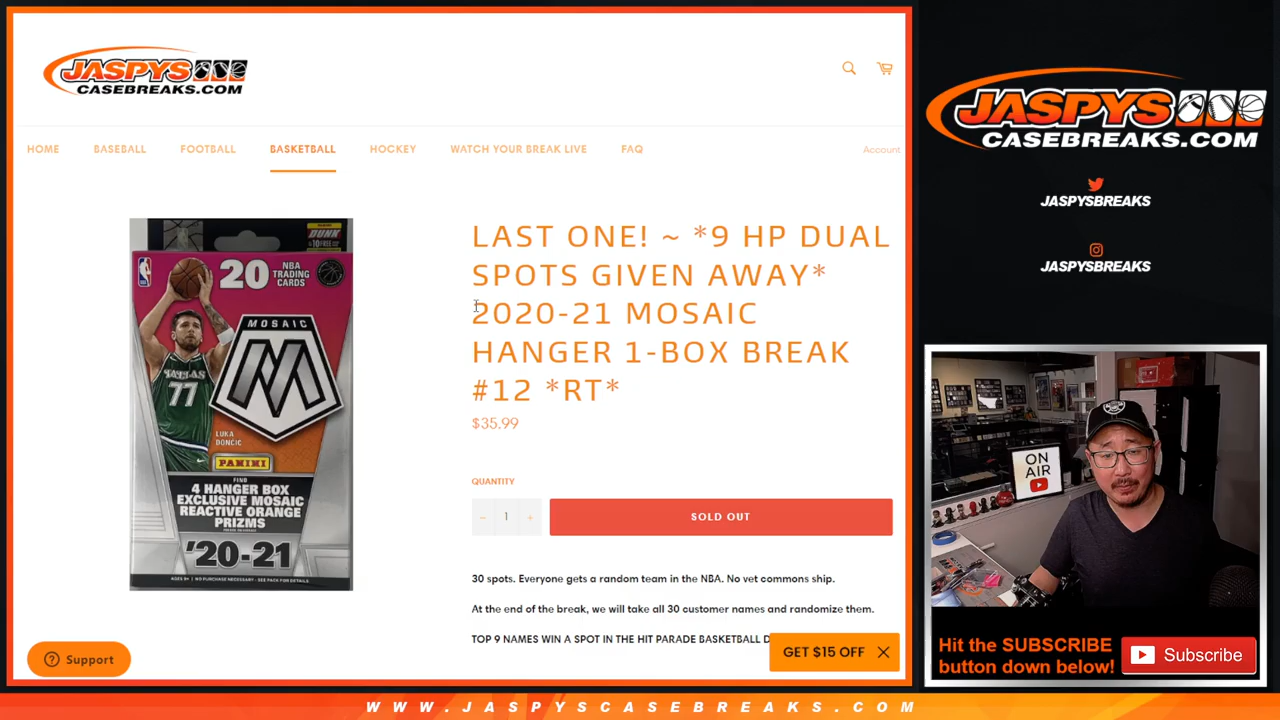 JASPYS
CASEBREAKS.COM
HOME BASEBALL FOOTBALL BASKETBALL HOCKEY WATCH YOUR BREAK LIVE FAQ Account
20 NBA TRADING CARDS
MOSAIC
DALLAS
77
LUKA
DONČIĆ
PANINI
FIND
4 HANGER BOX
EXCLUSIVE MOSAIC
REACTIVE ORANGE
PRIZMS
'20-21
LAST ONE! ~ *9 HP DUAL
SPOTS GIVEN AWAY*
2020-21 MOSAIC
HANGER 1-BOX BREAK
#12 *RT*
$35.99
QUANTITY
− 1 +
SOLD OUT
30 spots. Everyone gets a random team in the NBA. No vet commons ship.
At the end of the break, we will take all 30 customer names and randomize them.
TOP 9 NAMES WIN A SPOT IN THE HIT PARADE BASKETBALL D
GET $15 OFF
Support
JASPYS
CASEBREAKS.COM
JASPYSBREAKS
JASPYSBREAKS
ON
AIR
Hit the SUBSCRIBE
button down below!
Subscribe
WWW.JASPYSCASEBREAKS.COM